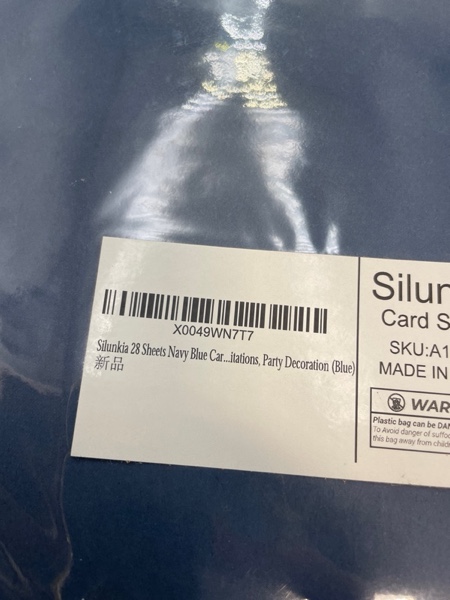 X0049WN7T7
Silunkia 28 Sheets Navy Blue Car...itations, Party Decoration (Blue)
新品
Silun
Card S
SKU:A1
MADE IN
WAR
Plastic bag can be DAN
To Avoid danger of suffoc
this bag away from childr